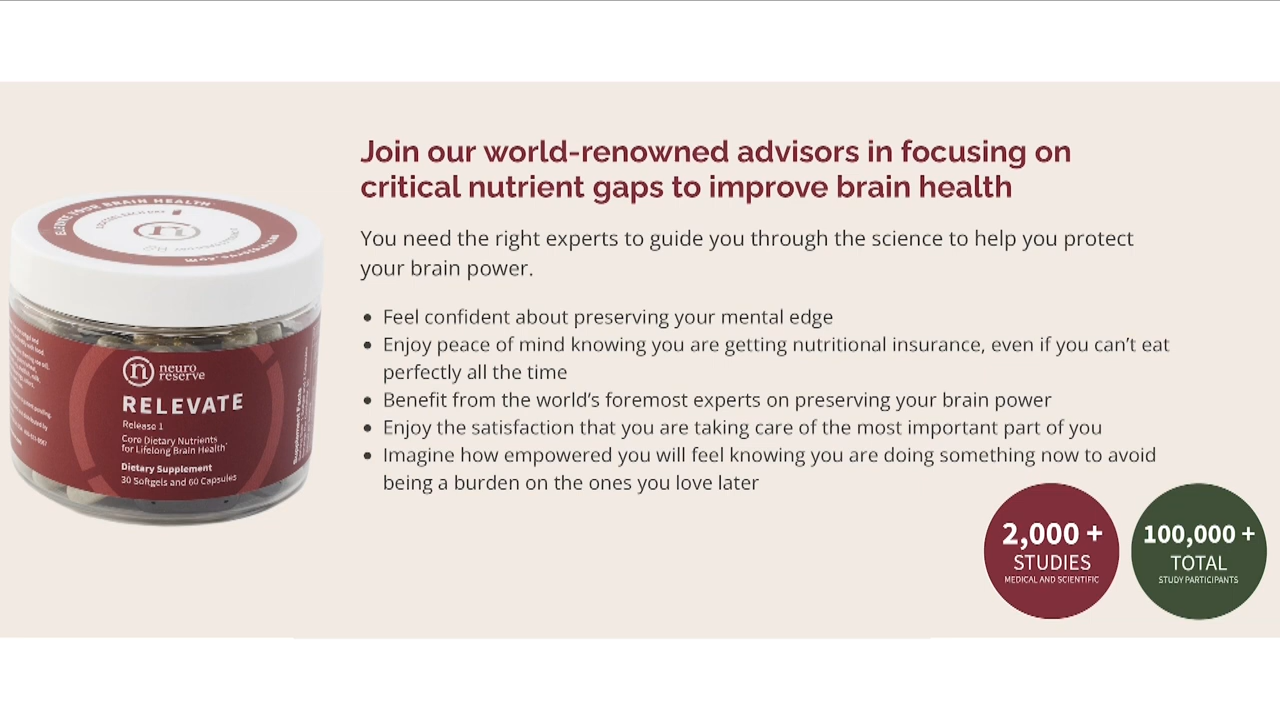 Join our world-renowned advisors in focusing on
critical nutrient gaps to improve brain health
You need the right experts to guide you through the science to help you protect
your brain power.
• Feel confident about preserving your mental edge
• Enjoy peace of mind knowing you are getting nutritional insurance, even if you can't eat
perfectly all the time
• Benefit from the world's foremost experts on preserving your brain power
• Enjoy the satisfaction that you are taking care of the most important part of you
• Imagine how empowered you will feel knowing you are doing something now to avoid
being a burden on the ones you love later
YOUR BRAIN HEALTH
neuro
reserve
RELEVATE
Release 1
Core Dietary Nutrients
for Lifelong Brain Health*
Dietary Supplement
30 Softgels and 60 Capsules
2,000 +
STUDIES
MEDICAL AND SCIENTIFIC
100,000 +
TOTAL
STUDY PARTICIPANTS